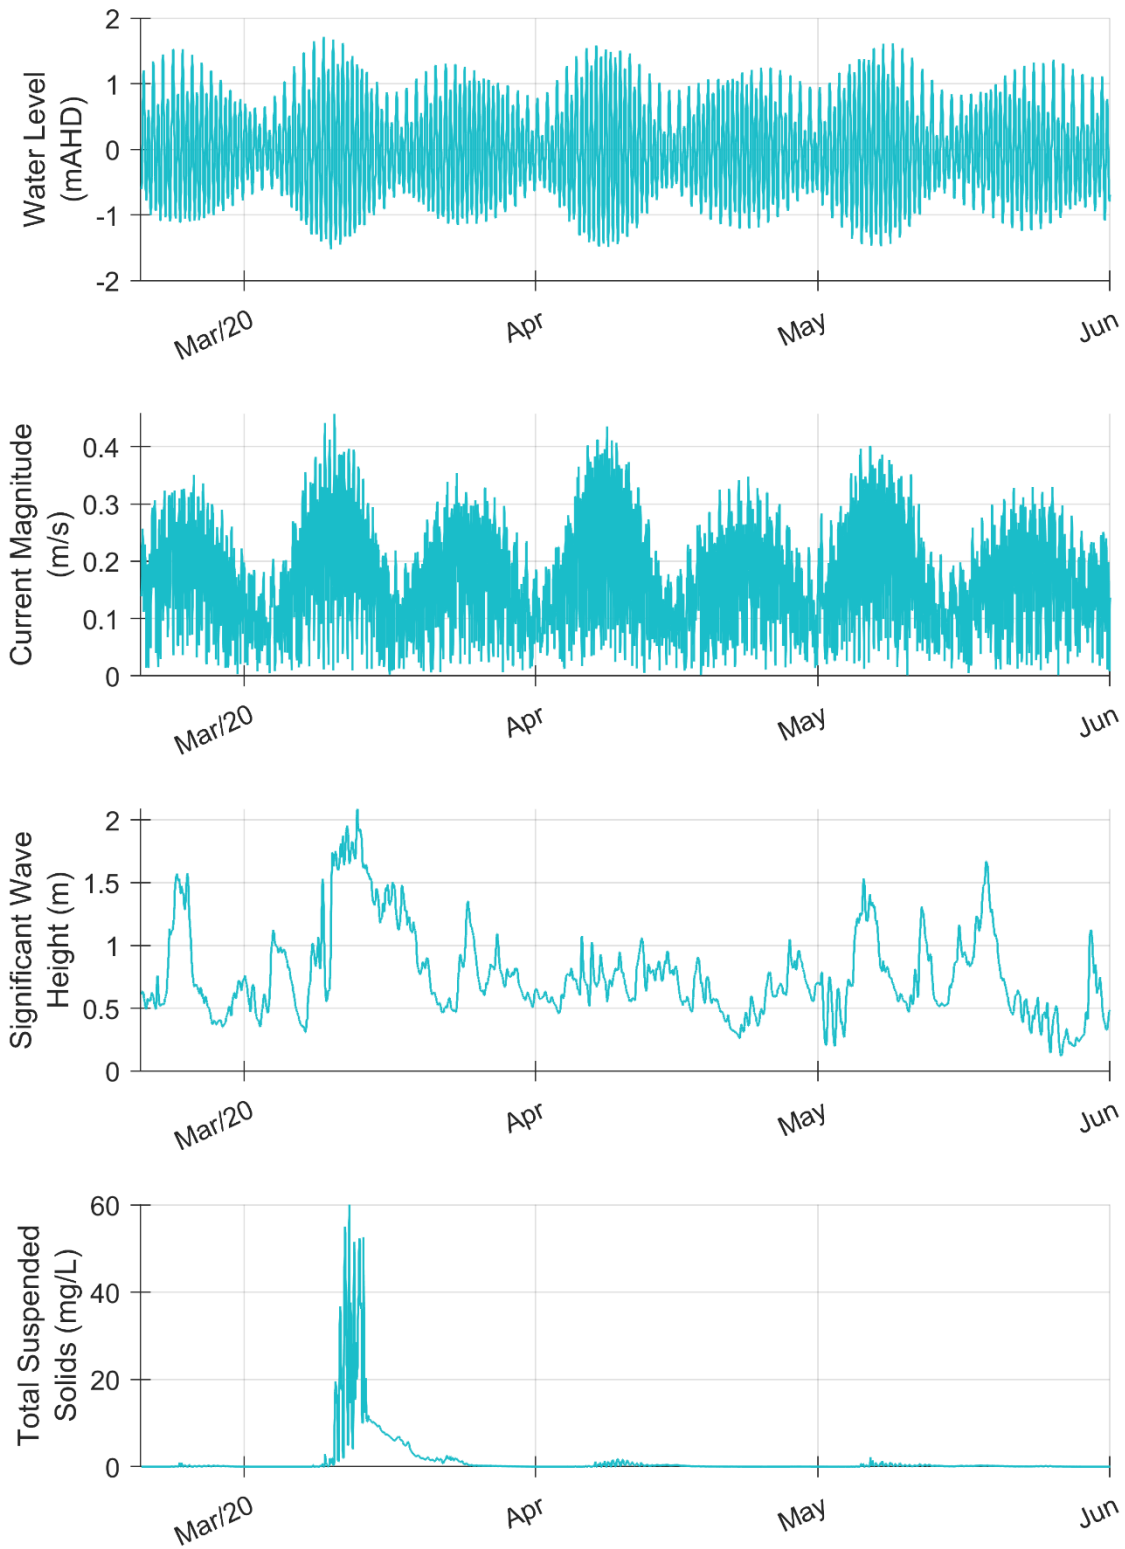 Water Level
(mAHD)
2
1
0
-1
-2
Mar/20
Apr
May
Jun
Current Magnitude
(m/s)
0.4
0.3
0.2
0.1
0
Mar/20
Apr
May
Jun
Significant Wave
Height (m)
2
1.5
1
0.5
0
Mar/20
Apr
May
Jun
Total Suspended
Solids (mg/L)
60
40
20
0
Mar/20
Apr
May
Jun